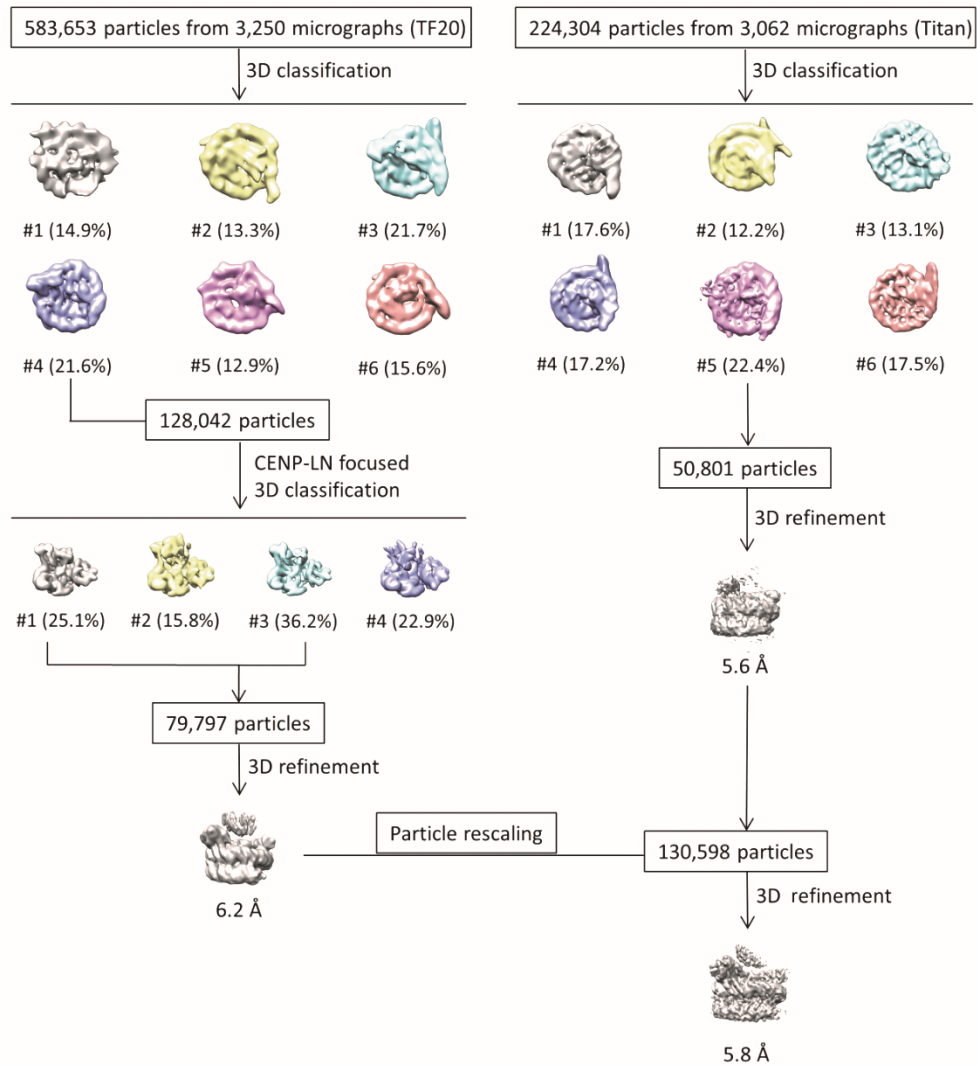 583,653 particles from 3,250 micrographs (TF20)
3D classification
#1 (14.9%)
#2 (13.3%)
#3 (21.7%)
#4 (21.6%)
#5 (12.9%)
#6 (15.6%)
128,042 particles
CENP-LN focused
3D classification
#1 (25.1%)
#2 (15.8%)
#3 (36.2%)
#4 (22.9%)
79,797 particles
3D refinement
6.2 Å
Particle rescaling
224,304 particles from 3,062 micrographs (Titan)
3D classification
#1 (17.6%)
#2 (12.2%)
#3 (13.1%)
#4 (17.2%)
#5 (22.4%)
#6 (17.5%)
50,801 particles
3D refinement
5.6 Å
130,598 particles
3D refinement
5.8 Å